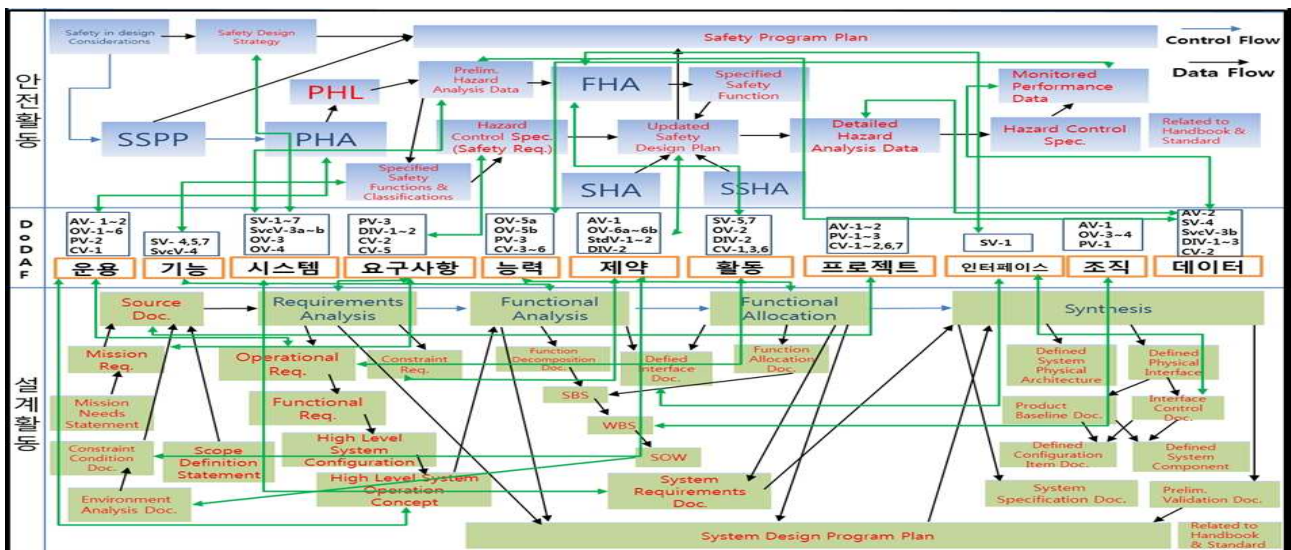 안전활동
Safety in design
Considerations
Safety Design
Strategy
Safety Program Plan
Control Flow
Data Flow
PHL
Prelim.
Hazard
Analysis Data
FHA
Specified
Safety
Function
Monitored
Performance
Data
SSPP
PHA
Hazard
Control Spec.
(Safety Req.)
Updated
Safety
Design Plan
Detailed
Hazard
Analysis Data
Hazard Control
Spec.
Related to
Handbook &
Standard
Specified
Safety
Functions &
Classifications
SHA
SSHA
DoDAF
AV- 1~2
OV-1~6
PV-2
CV-1
운용
SV- 4,5,7
SvcV-4
기능
SV-1~7
SvcV-3a~b
OV-3
OV-4
시스템
PV-3
DIV-1~2
CV-2
CV-5
요구사항
OV-5a
OV-5b
PV-3
CV-3~6
능력
AV-1
OV-6a~6b
StdV-1~2
DIV-2
제약
SV-5,7
OV-2
DIV-2
CV-1,3,6
활동
AV-1~2
PV-1~3
CV-1~2,6,7
프로젝트
SV-1
인터페이스
AV-1
OV-3~4
PV-1
조직
AV-2
SV-4
SvcV-3b
DIV-1~3
CV-2
데이터
설계활동
Source
Doc.
Requirements
Analysis
Functional
Analysis
Functional
Allocation
Synthesis
Mission
Req.
Operational
Req.
Constraint
Req.
Function
Decomposition
Doc.
Defied
Interface
Doc.
Function
Allocation
Doc.
Defined
System
Physical
Architecture
Defined
Physical
Interface
SBS
Mission
Needs
Statement
Functional
Req.
WBS
Product
Baseline Doc.
Interface
Control Doc.
Constraint
Condition Doc.
Scope
Definition
Statement
High Level
System
Configuration
SOW
Defined
Configuration
Item Doc.
Defined
System
Component
Environment
Analysis Doc.
High Level System
Operation
Concept
System
Requirements
Doc.
System
Specification Doc.
Prelim.
Validation Doc.
System Design Program Plan
Related to
Handbook
& Standard